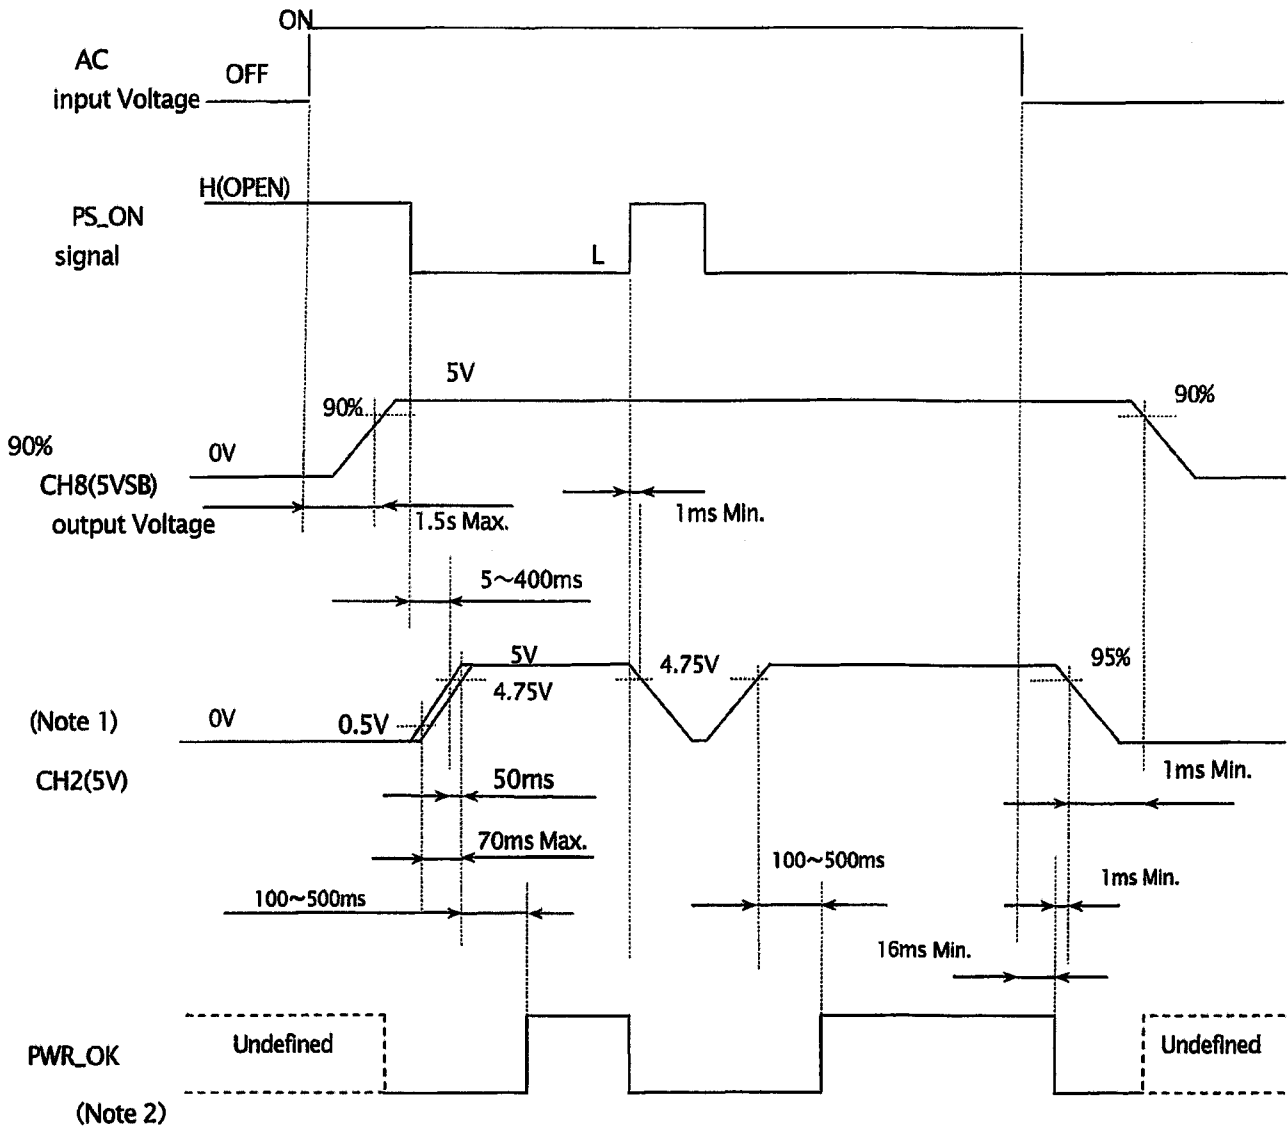 ON
AC
OFF
input Voltage
H(OPEN)
PS_ON
signal
L
5V
90%
90%
90%
0V
CH8(5VSB)
output Voltage
1.5s Max.
1ms Min.
5～400ms
5V
4.75V
95%
4.75V
(Note 1)
0V
0.5V
CH2(5V)
50ms
1ms Min.
70ms Max.
100～500ms
1ms Min.
100～500ms
16ms Min.
Undefined
Undefined
PWR_OK
(Note 2)